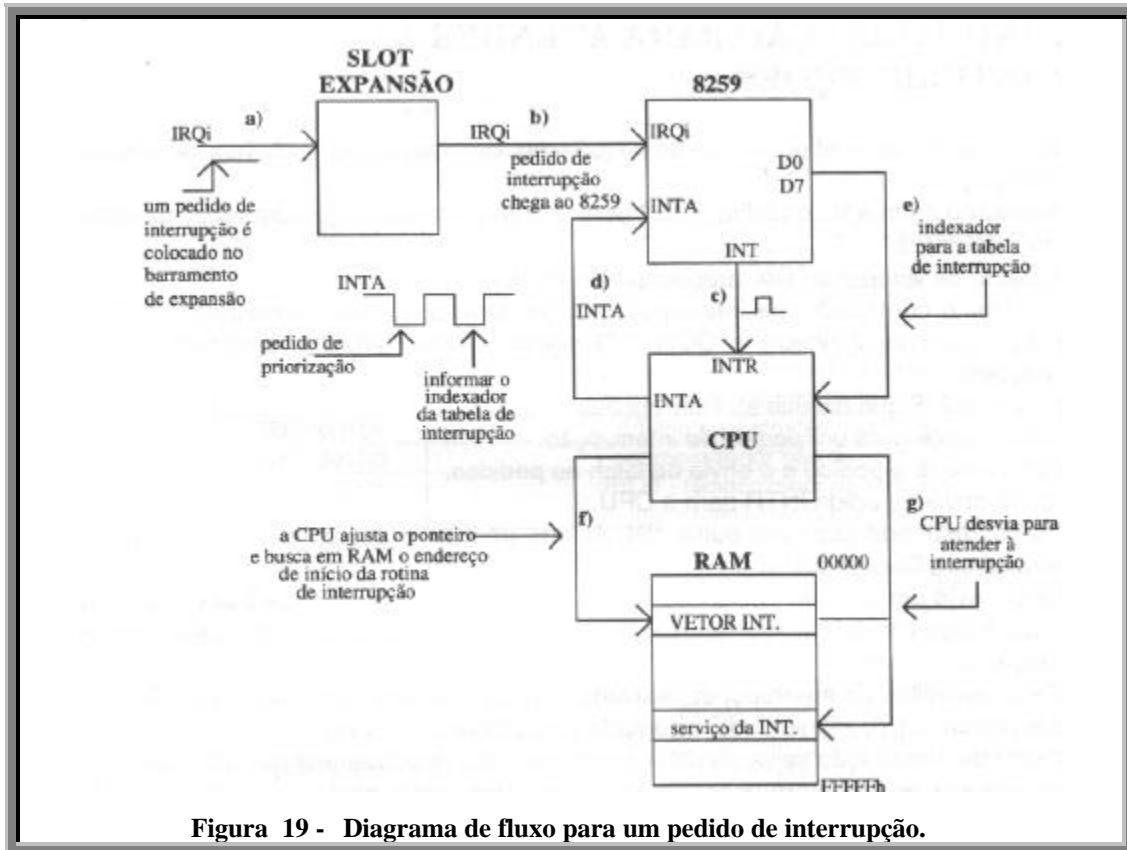 SLOT
EXPANSÃO
8259
a)
IRQi
IRQi
b)
IRQi
pedido de
interrupção
chega ao 8259
D0
D7
INTA
INT
e)
indexador
para a tabela
de interrupção
um pedido de
interrupção é
colocado no
barramento
de expansão
INTA
d)
INTA
c)
pedido de
priorização
informar o
indexador
da tabela de
interrupção
INTR
INTA
CPU
f)
a CPU ajusta o ponteiro
e busca em RAM o endereço
de início da rotina
de interrupção
g)
CPU desvia para
atender à
interrupção
RAM
00000
VETOR INT.
serviço da INT.
Figura 19 - Diagrama de fluxo para um pedido de interrupção.